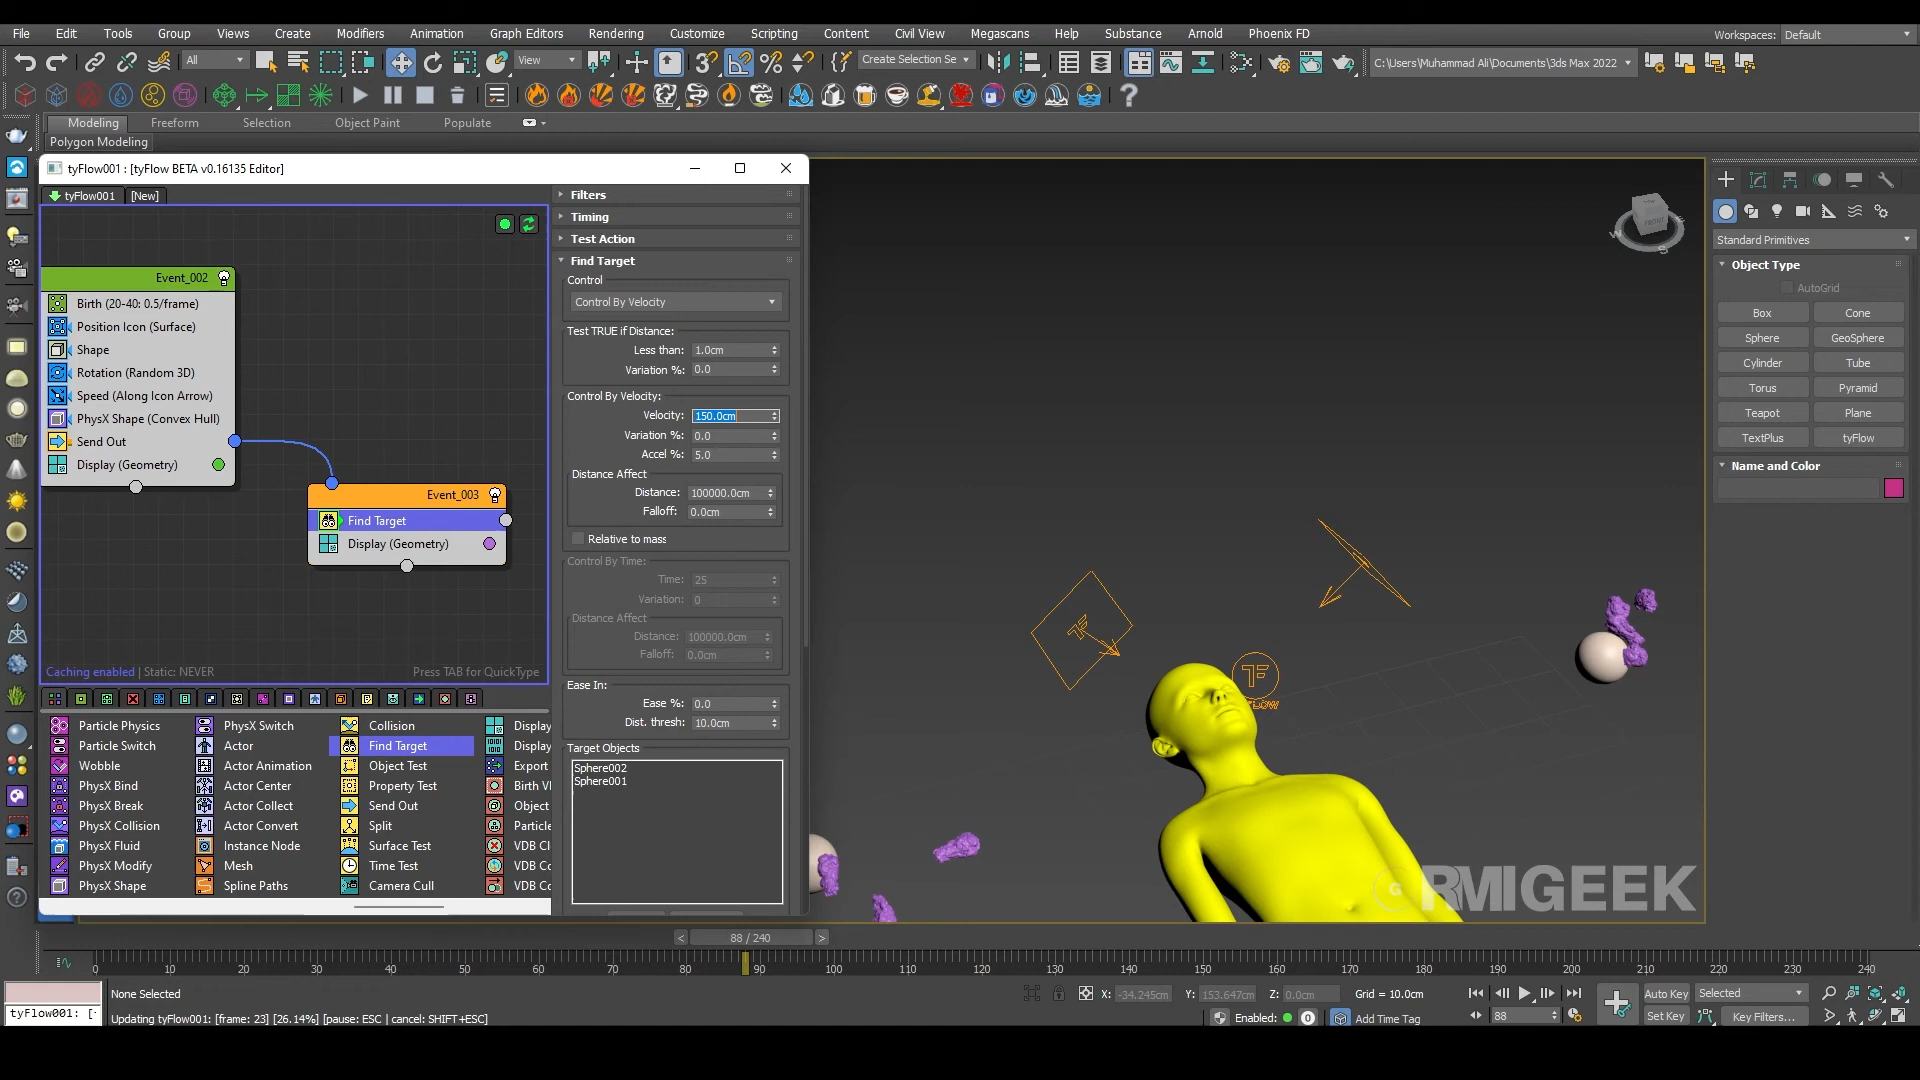 File Edit Tools Group Views Create Modifiers Animation Graph Editors Rendering Customize Scripting Content Civil View Megascans Help Substance Arnold Phoenix FD
Workspaces: Default
All
View
Create Selection Se
C:\Users\Muhammad Ali\Documents\3ds Max 2022
Modeling Freeform Selection Object Paint Populate
Polygon Modeling
tyFlow001 : [tyFlow BETA v0.16135 Editor]
tyFlow001 [New]
Event_002
Birth (20-40: 0.5/frame)
Position Icon (Surface)
Shape
Rotation (Random 3D)
Speed (Along Icon Arrow)
PhysX Shape (Convex Hull)
Send Out
Display (Geometry)
Event_003
Find Target
Display (Geometry)
Caching enabled | Static: NEVER
Press TAB for QuickType
Particle Physics
Particle Switch
Wobble
PhysX Bind
PhysX Break
PhysX Collision
PhysX Fluid
PhysX Modify
PhysX Shape
PhysX Switch
Actor
Actor Animation
Actor Center
Actor Collect
Actor Convert
Instance Node
Mesh
Spline Paths
Collision
Find Target
Object Test
Property Test
Send Out
Split
Surface Test
Time Test
Camera Cull
Display
Display
Export
Birth V
Object
Particle
VDB Cl
VDB Co
VDB Co
Filters
Timing
Test Action
Find Target
Control
Control By Velocity
Test TRUE if Distance:
Less than: 1.0cm
Variation %: 0.0
Control By Velocity:
Velocity: 150.0cm
Variation %: 0.0
Accel %: 5.0
Distance Affect
Distance: 100000.0cm
Falloff: 0.0cm
Relative to mass
Control By Time:
Time: 25
Variation: 0
Distance Affect
Distance: 100000.0cm
Falloff: 0.0cm
Ease In:
Ease %: 0.0
Dist. thresh: 10.0cm
Target Objects
Sphere002
Sphere001
FRONT
W
S
TF
TF
FLOW
RMIGEEK
Standard Primitives
Object Type
AutoGrid
Box Cone
Sphere GeoSphere
Cylinder Tube
Torus Pyramid
Teapot Plane
TextPlus tyFlow
Name and Color
< 88 / 240 >
0 10 20 30 40 50 60 70 80 90 100 110 120 130 140 150 160 170 180 190 200 210 220 230 240
None Selected
X: -34.245cm Y: 153.647cm Z: 0.0cm Grid = 10.0cm
Auto Key Selected
tyFlow001: [
Updating tyFlow001: [frame: 23] [26.14%] [pause: ESC | cancel: SHIFT+ESC]
Enabled: 0 Add Time Tag
88
Set Key Key Filters...